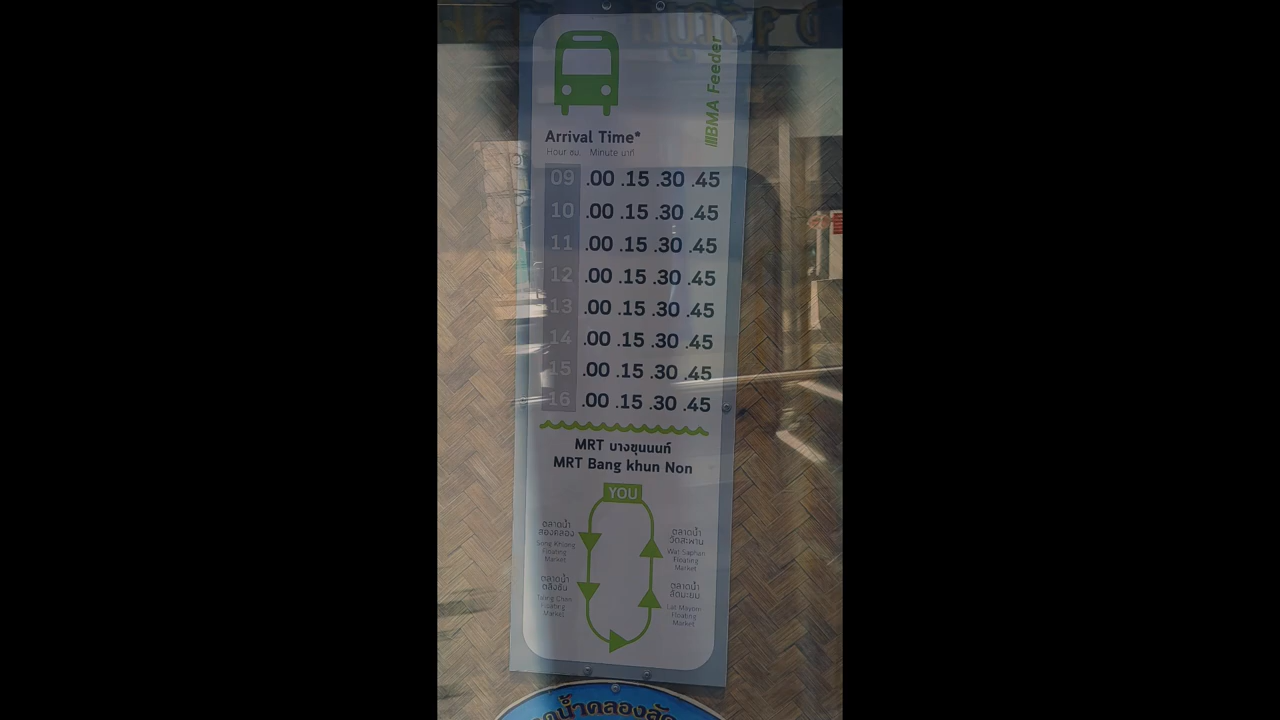 BMA Feeder
Arrival Time*
Hour ชม. Minute นาที
09 .00 .15 .30 .45
10 .00 .15 .30 .45
11 .00 .15 .30 .45
12 .00 .15 .30 .45
13 .00 .15 .30 .45
14 .00 .15 .30 .45
15 .00 .15 .30 .45
16 .00 .15 .30 .45
MRT บางขุนนนท์
MRT Bang khun Non
YOU
ตลาดน้ำ
สองคลอง
Song Khlong
Floating
Market
ตลาดน้ำ
วัดสะพาน
Wat Saphan
Floating
Market
ตลาดน้ำ
ตลิ่งชัน
Taling Chan
Floating
Market
ตลาดน้ำ
ลัดมะยม
Lat Mayom
Floating
Market